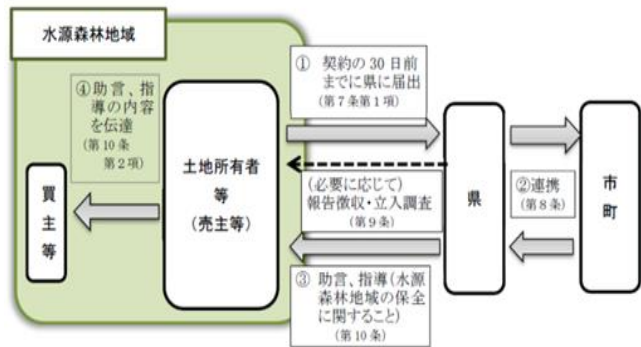 水源森林地域
④助言、指
導の内容
を伝達
(第10条
第2項)
買主等
土地所有者
等
(売主等)
① 契約の30日前
までに県に届出
(第7条第1項)
(必要に応じて)
報告徴収・立入調査
(第9条)
③ 助言、指導(水源
森林地域の保全
に関すること)
(第10条)
県
②連携
(第8条)
市町